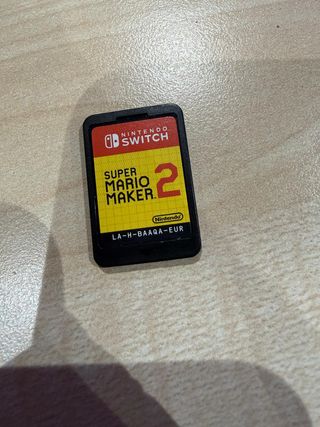 NINTENDO
SWITCH
SUPER
MARIO
MAKER 2
Nintendo
LA-H-BAAQA-EUR